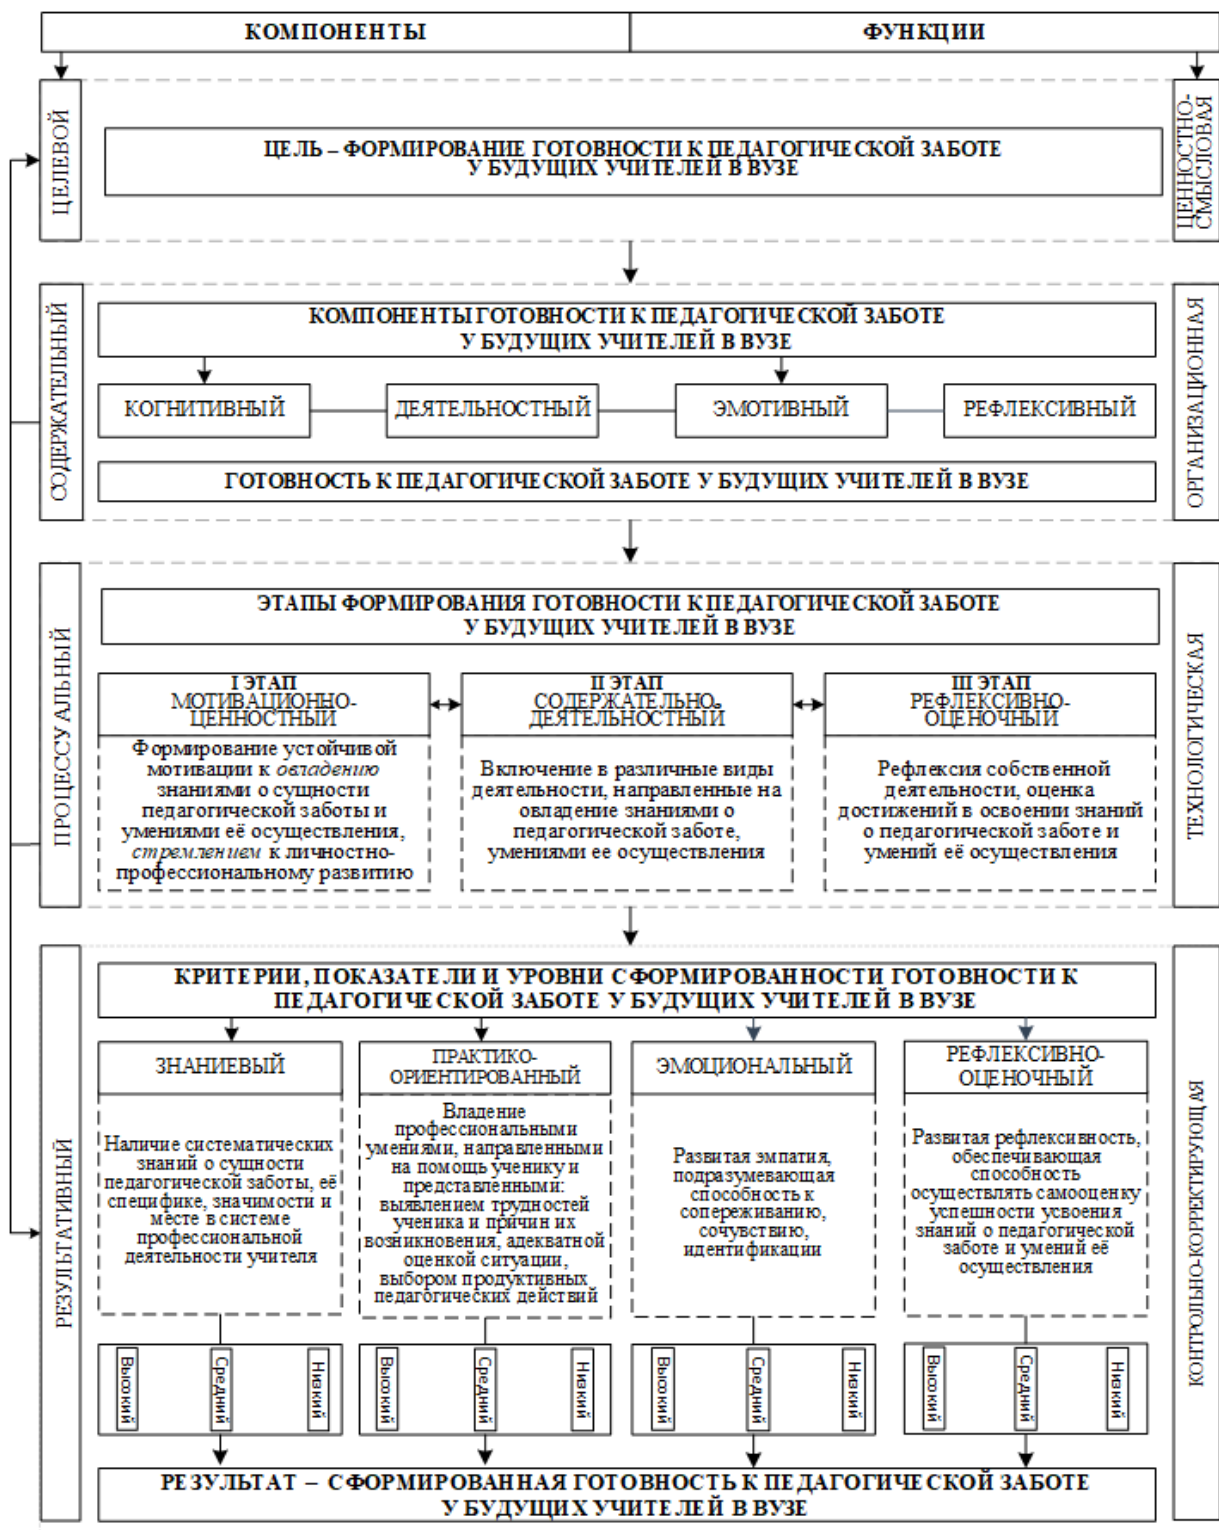 КОМПОНЕНТЫ
ФУНКЦИИ
ЦЕЛЕВОЙ
ЦЕЛЬ – ФОРМИРОВАНИЕ ГОТОВНОСТИ К ПЕДАГОГИЧЕСКОЙ ЗАБОТЕ
У БУДУЩИХ УЧИТЕЛЕЙ В ВУЗЕ
ЦЕННОСТНО-
СМЫСЛОВАЯ
СОДЕРЖАТЕЛЬНЫЙ
КОМПОНЕНТЫ ГОТОВНОСТИ К ПЕДАГОГИЧЕСКОЙ ЗАБОТЕ
У БУДУЩИХ УЧИТЕЛЕЙ В ВУЗЕ
КОГНИТИВНЫЙ
ДЕЯТЕЛЬНОСТНЫЙ
ЭМОТИВНЫЙ
РЕФЛЕКСИВНЫЙ
ГОТОВНОСТЬ К ПЕДАГОГИЧЕСКОЙ ЗАБОТЕ У БУДУЩИХ УЧИТЕЛЕЙ В ВУЗЕ
ОРГАНИЗАЦИОННАЯ
ПРОЦЕССУАЛЬНЫЙ
ЭТАПЫ ФОРМИРОВАНИЯ ГОТОВНОСТИ К ПЕДАГОГИЧЕСКОЙ ЗАБОТЕ
У БУДУЩИХ УЧИТЕЛЕЙ В ВУЗЕ
I ЭТАП
МОТИВАЦИОННО-
ЦЕННОСТНЫЙ
Формирование устойчивой
мотивации к овладению
знаниями о сущности
педагогической заботы и
умениями её осуществления,
стремлением к личностно-
профессиональному развитию
II ЭТАП
СОДЕРЖАТЕЛЬНО-
ДЕЯТЕЛЬНОСТНЫЙ
Включение в различные виды
деятельности, направленные на
овладение знаниями о
педагогической заботе,
умениями ее осуществления
III ЭТАП
РЕФЛЕКСИВНО-
ОЦЕНОЧНЫЙ
Рефлексия собственной
деятельности, оценка
достижений в освоении знаний
о педагогической заботе и
умений её осуществления
ТЕХНОЛОГИЧЕСКАЯ
РЕЗУЛЬТАТИВНЫЙ
КРИТЕРИИ, ПОКАЗАТЕЛИ И УРОВНИ СФОРМИРОВАННОСТИ ГОТОВНОСТИ К
ПЕДАГОГИЧЕСКОЙ ЗАБОТЕ У БУДУЩИХ УЧИТЕЛЕЙ В ВУЗЕ
ЗНАНИЕВЫЙ
Наличие систематических
знаний о сущности
педагогической заботы, её
специфике, значимости и
месте в системе
профессиональной
деятельности учителя
ПРАКТИКО-
ОРИЕНТИРОВАННЫЙ
Владение
профессиональными
умениями, направленными
на помощь ученику и
представленными:
выявлением трудностей
ученика и причин их
возникновения, адекватной
оценкой ситуации,
выбором продуктивных
педагогических действий
ЭМОЦИОНАЛЬНЫЙ
Развитая эмпатия,
подразумевающая
способность к
сопереживанию,
сочувствию,
идентификации
РЕФЛЕКСИВНО-
ОЦЕНОЧНЫЙ
Развитая рефлексивность,
обеспечивающая
способность
осуществлять самооценку
успешности усвоения
знаний о педагогической
заботе и умений её
осуществления
Высокий
Средний
Низкий
Высокий
Средний
Низкий
Высокий
Средний
Низкий
Высокий
Средний
Низкий
РЕЗУЛЬТАТ – СФОРМИРОВАННАЯ ГОТОВНОСТЬ К ПЕДАГОГИЧЕСКОЙ ЗАБОТЕ
У БУДУЩИХ УЧИТЕЛЕЙ В ВУЗЕ
КОНТРОЛЬНО-КОРРЕКТИРУЮЩАЯ